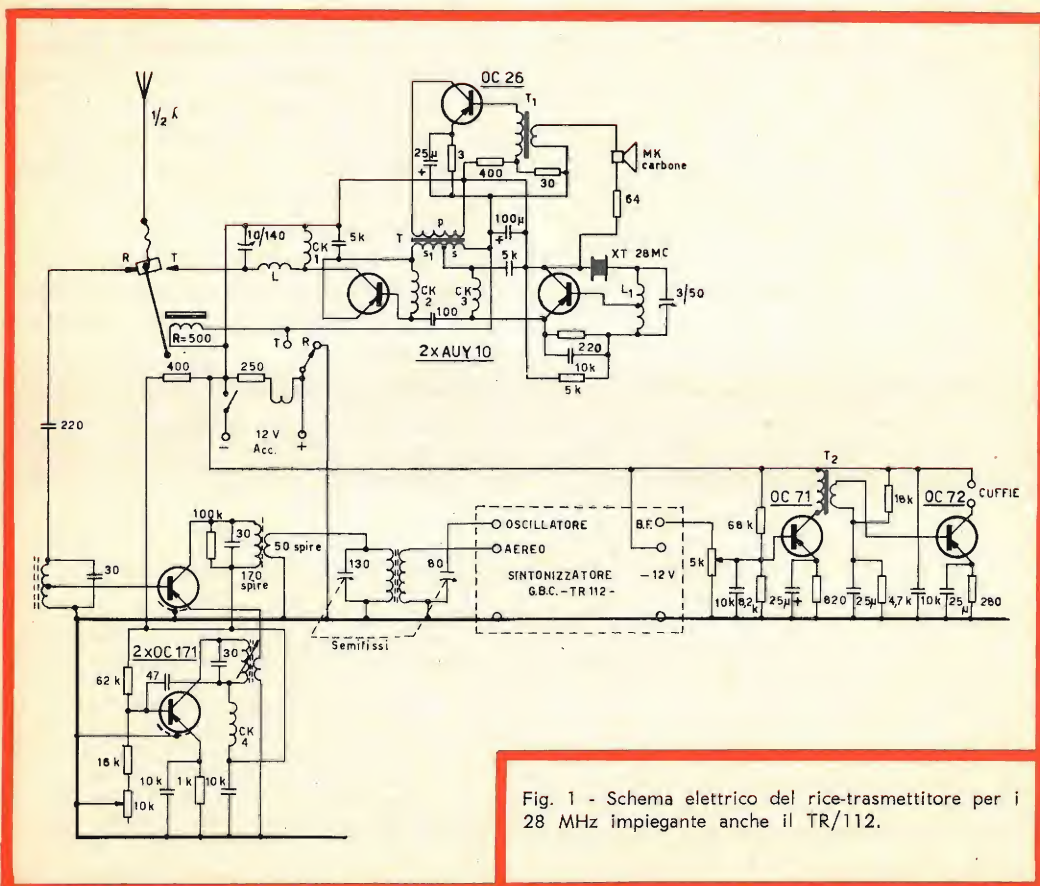 OC 26
T1
1/2 λ
25µ
+
3
400
30
MK
carbone
64
10/140
CK
1
5k
P
T
S1
S
100µ
+
5k
XT 28MC
R
T
L
CK
2
CK
3
100
L1
3/50
R=500
T
R
2xAUY 10
220
10k
5k
400
250
220
12 V
Acc.
-
+
T2
100k
30
50 spire
170
spire
130
80
OSCILLATORE
AEREO
B.F.
SINTONIZZATORE
G.B.C.-TR 112-
-12 V
68k
OC 71
18k
OC 72
CUFFIE
5k
30
10k
8,2
k
25µ
+
820
25µ
4,7k
10k
25
µ
280
Semifissi
2xOC 171
30
62 k
47
CK
4
16k
10k
10k
1k
10k
Fig. 1 - Schema elettrico del rice-trasmettitore per i
28 MHz impiegante anche il TR/112.